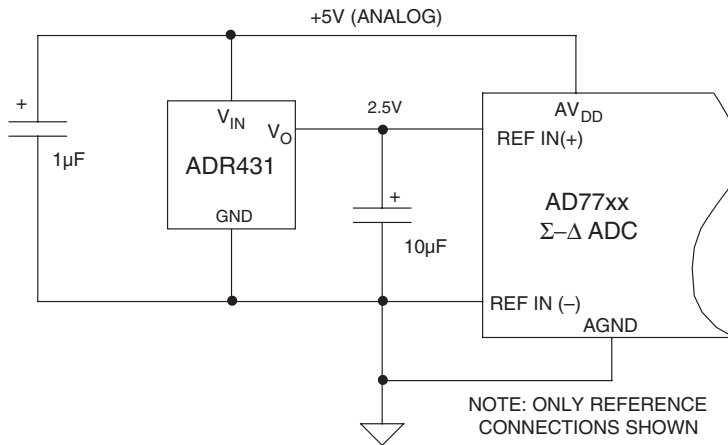 +5V (ANALOG)
+
1µF
V_IN
V_O
ADR431
GND
2.5V
+
10µF
AV_DD
REF IN(+)
AD77xx
Σ–Δ ADC
REF IN (–)
AGND
NOTE: ONLY REFERENCE
CONNECTIONS SHOWN